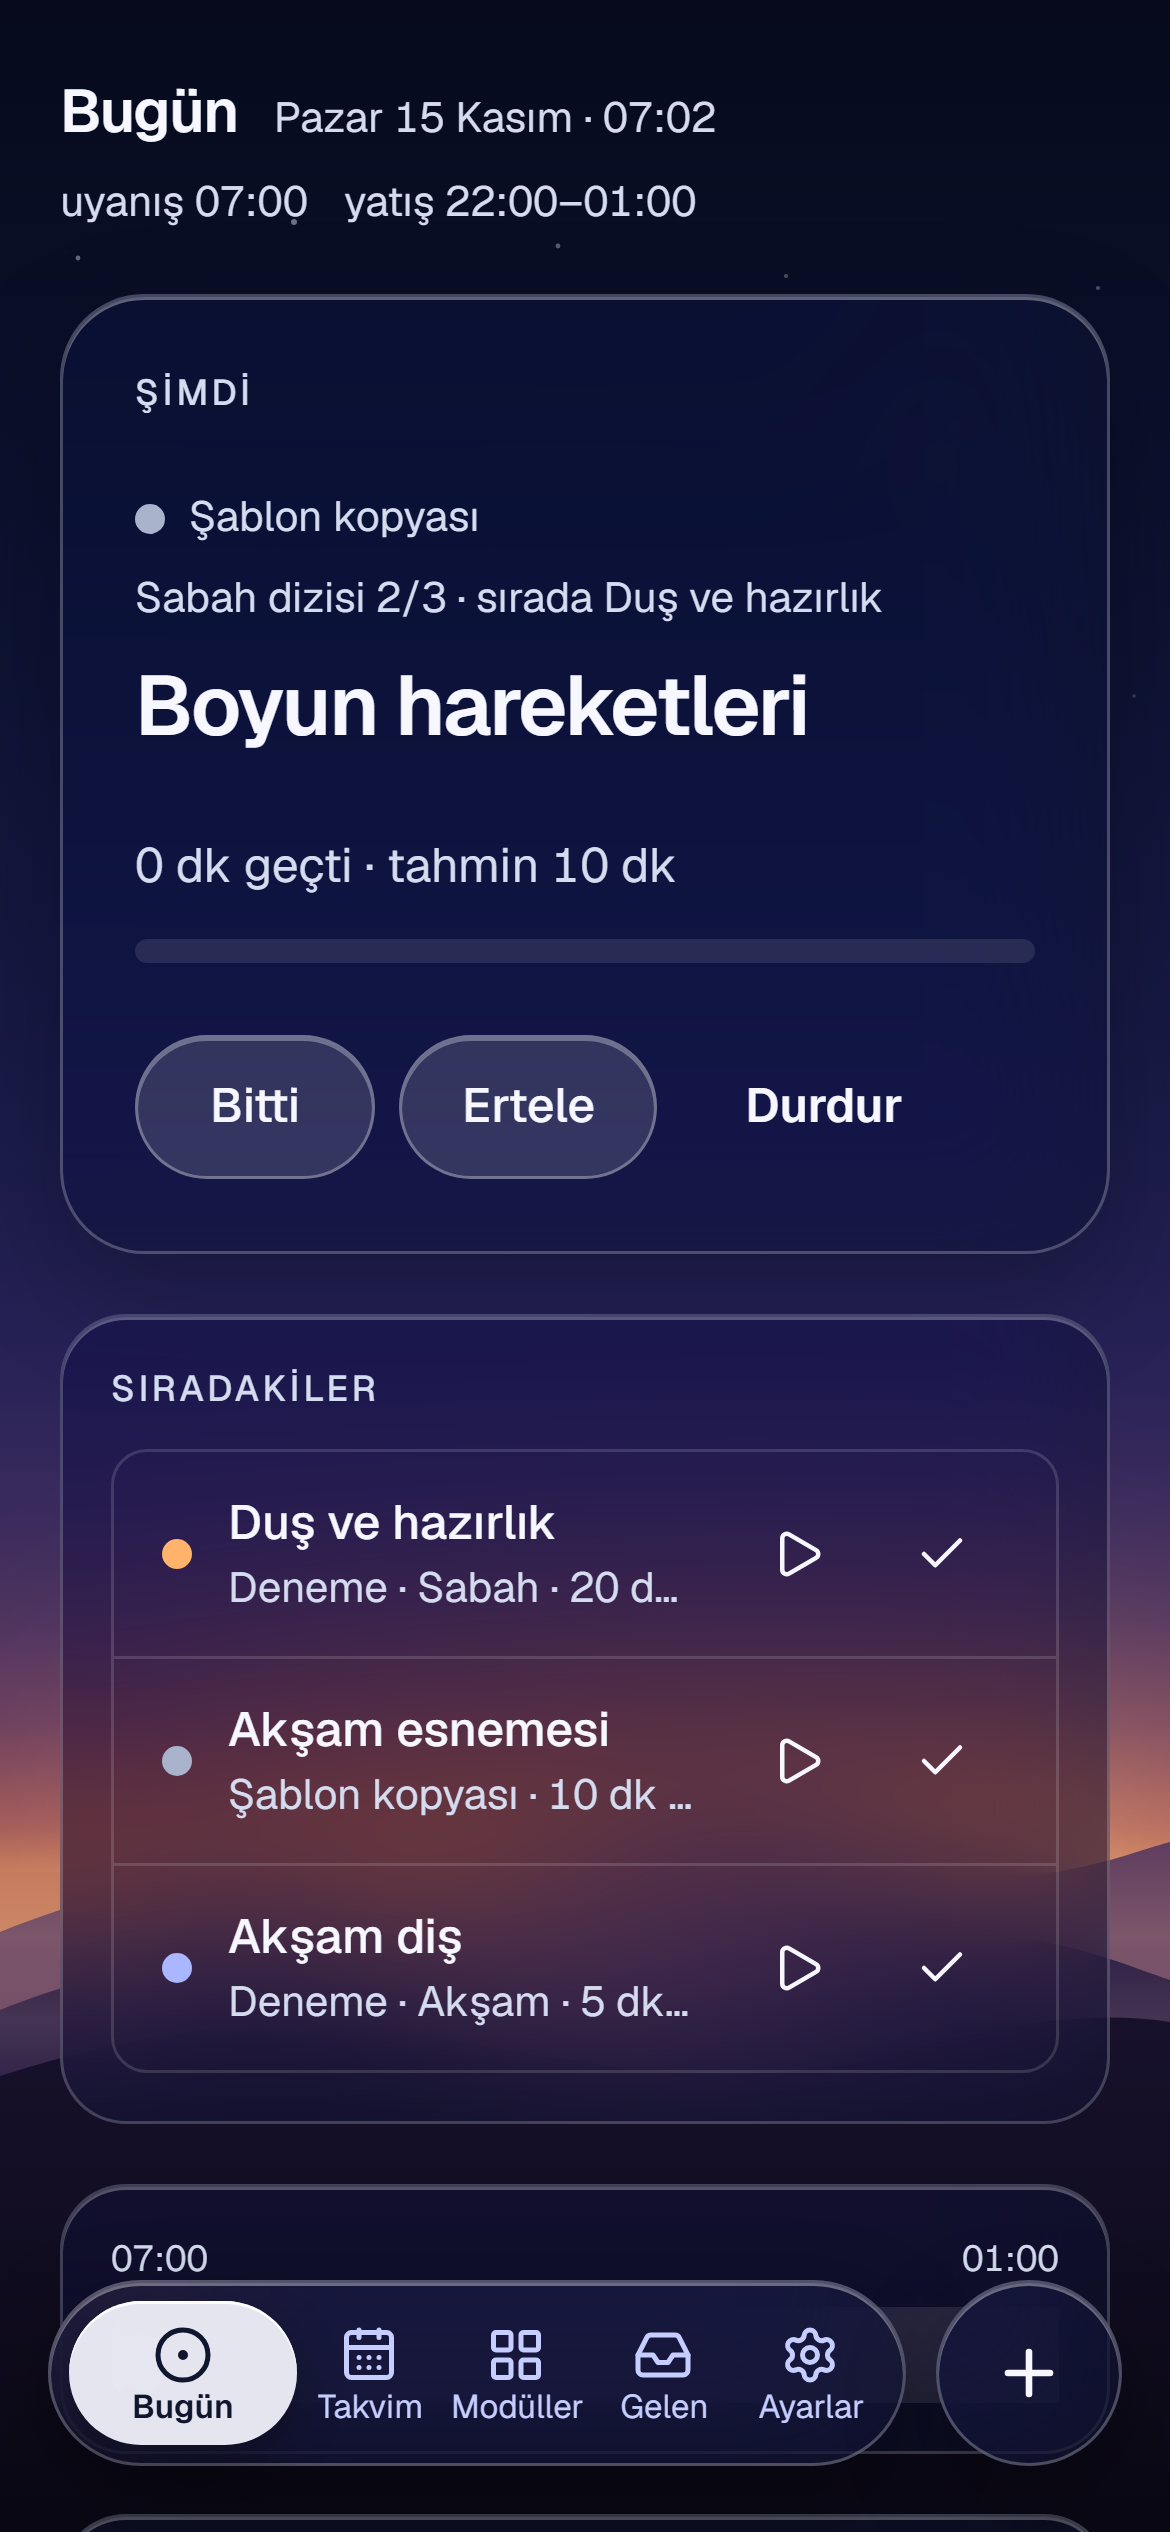 Bugün Pazar 15 Kasım · 07:02
uyanış 07:00 yatış 22:00–01:00
ŞİMDİ
Şablon kopyası
Sabah dizisi 2/3 · sırada Duş ve hazırlık
Boyun hareketleri
0 dk geçti · tahmin 10 dk
Bitti Ertele Durdur
SIRADAKİLER
Duş ve hazırlık
Deneme · Sabah · 20 d…
Akşam esnemesi
Şablon kopyası · 10 dk …
Akşam diş
Deneme · Akşam · 5 dk…
07:00 01:00
Bugün Takvim Modüller Gelen Ayarlar